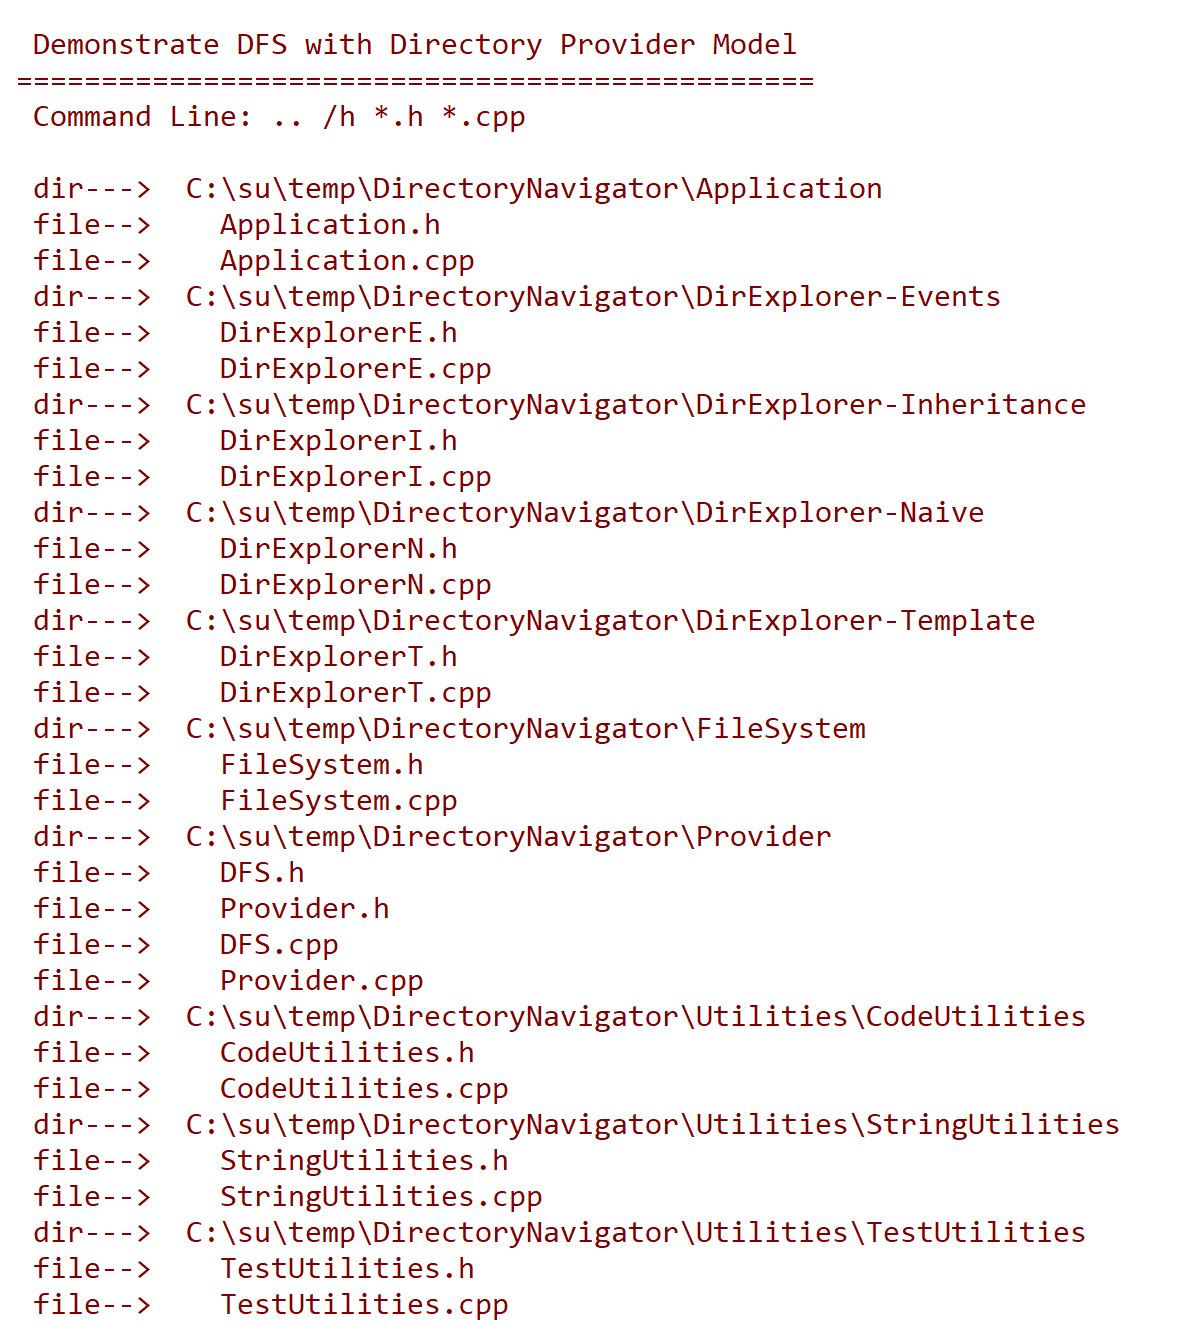 Demonstrate DFS with Directory Provider Model
===============================================
Command Line: .. /h *.h *.cpp
dir---> C:\su\temp\DirectoryNavigator\Application
file--> Application.h
file--> Application.cpp
dir---> C:\su\temp\DirectoryNavigator\DirExplorer-Events
file--> DirExplorerE.h
file--> DirExplorerE.cpp
dir---> C:\su\temp\DirectoryNavigator\DirExplorer-Inheritance
file--> DirExplorerI.h
file--> DirExplorerI.cpp
dir---> C:\su\temp\DirectoryNavigator\DirExplorer-Naive
file--> DirExplorerN.h
file--> DirExplorerN.cpp
dir---> C:\su\temp\DirectoryNavigator\DirExplorer-Template
file--> DirExplorerT.h
file--> DirExplorerT.cpp
dir---> C:\su\temp\DirectoryNavigator\FileSystem
file--> FileSystem.h
file--> FileSystem.cpp
dir---> C:\su\temp\DirectoryNavigator\Provider
file--> DFS.h
file--> Provider.h
file--> DFS.cpp
file--> Provider.cpp
dir---> C:\su\temp\DirectoryNavigator\Utilities\CodeUtilities
file--> CodeUtilities.h
file--> CodeUtilities.cpp
dir---> C:\su\temp\DirectoryNavigator\Utilities\StringUtilities
file--> StringUtilities.h
file--> StringUtilities.cpp
dir---> C:\su\temp\DirectoryNavigator\Utilities\TestUtilities
file--> TestUtilities.h
file--> TestUtilities.cpp